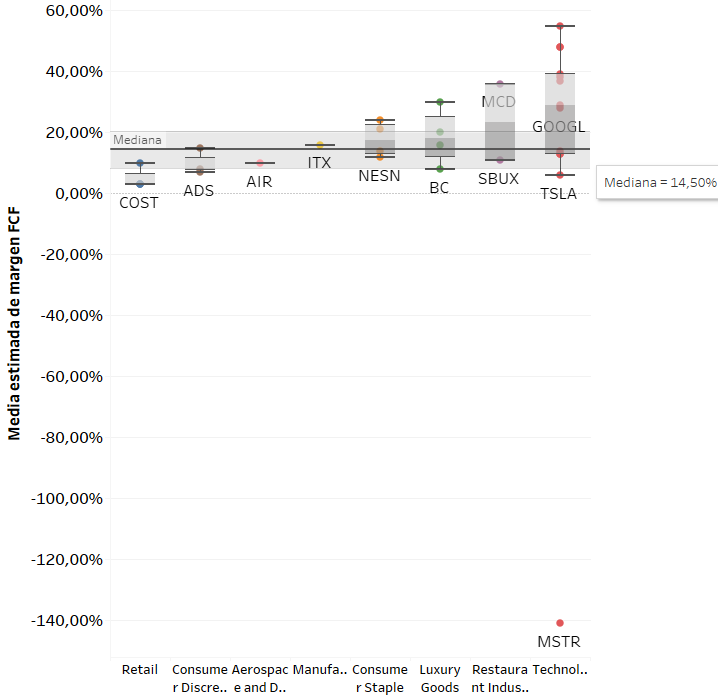 Media estimada de margen FCF
60,00%
40,00%
20,00%
0,00%
-20,00%
-40,00%
-60,00%
-80,00%
-100,00%
-120,00%
-140,00%
Mediana
Mediana = 14,50%
COST
ADS
AIR
ITX
NESN
BC
MCD
SBUX
GOOGL
TSLA
MSTR
Retail
Consume
r Discre..
Aerospac
e and D..
Manufa..
Consume
r Staple
Luxury
Goods
Restaura
nt Indus..
Technol..